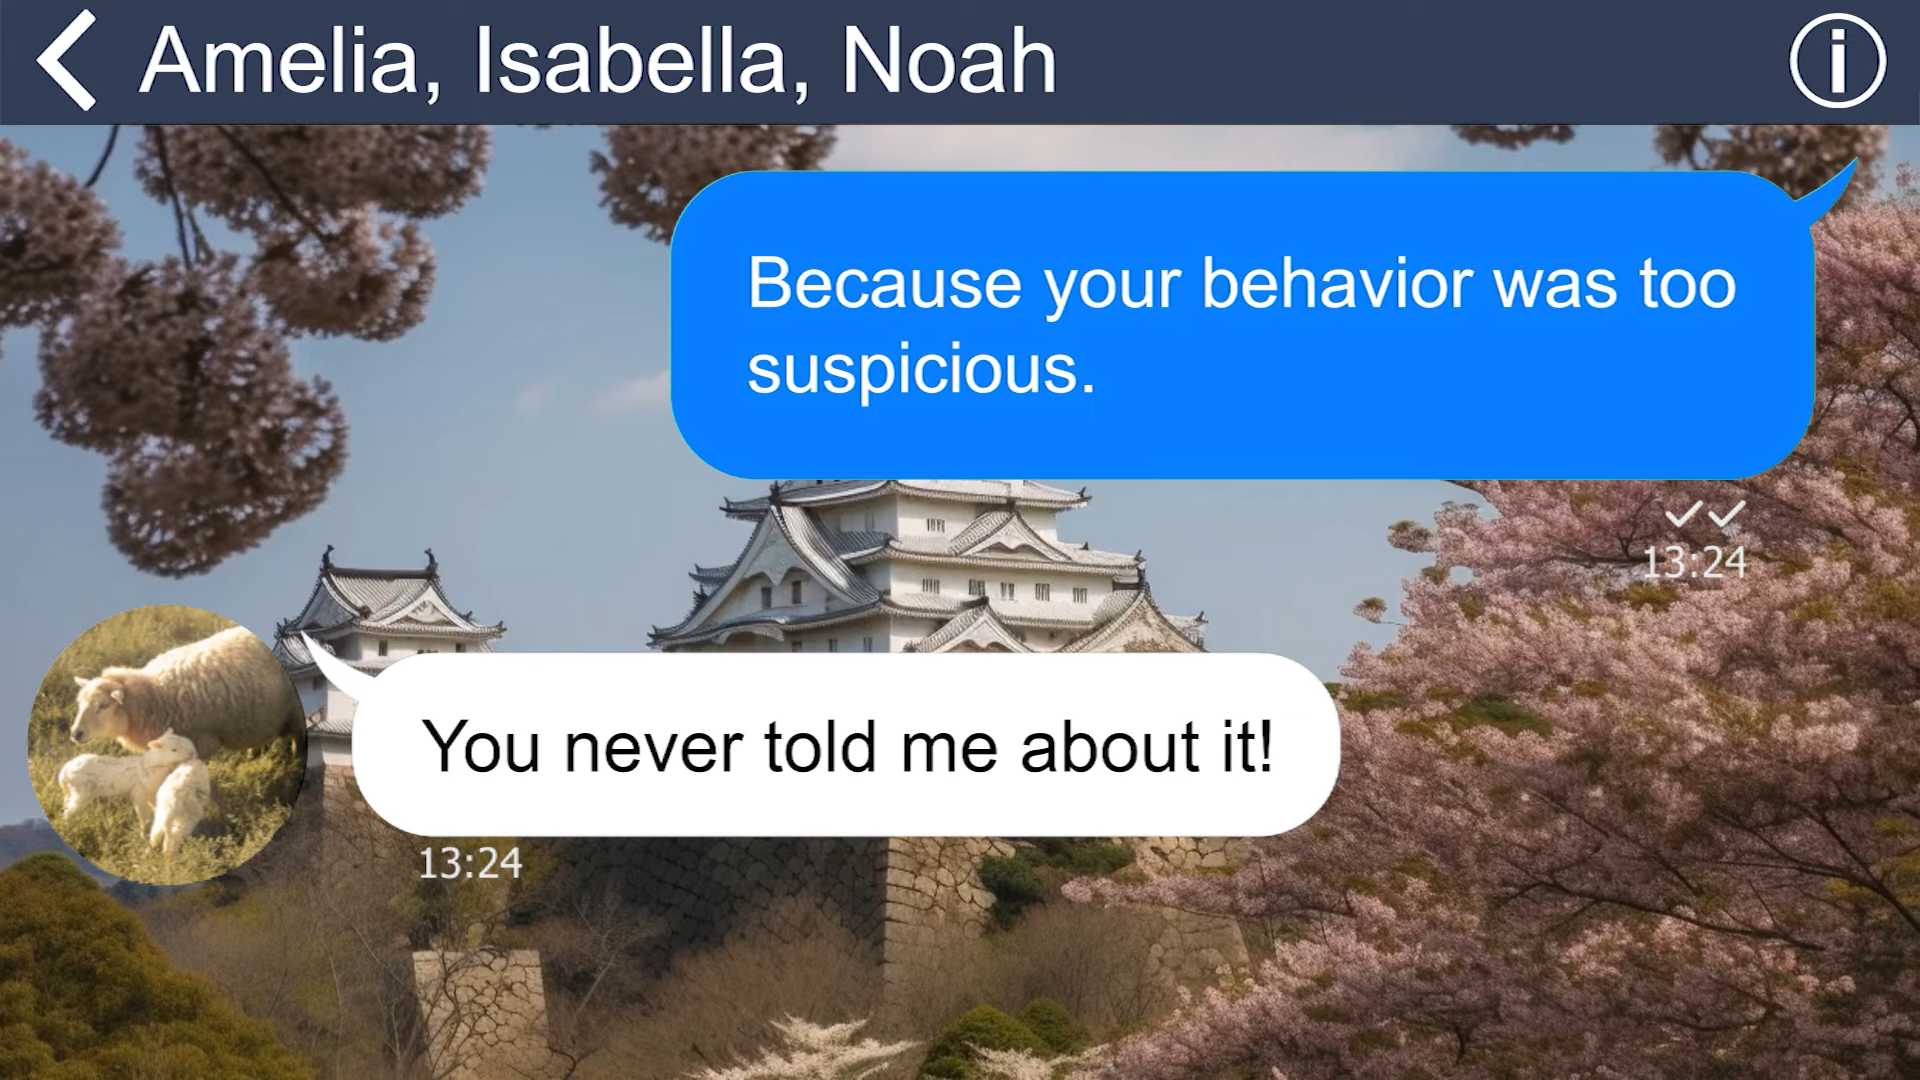 Amelia, Isabella, Noah
Because your behavior was too
suspicious.
13:24
You never told me about it!
13:24